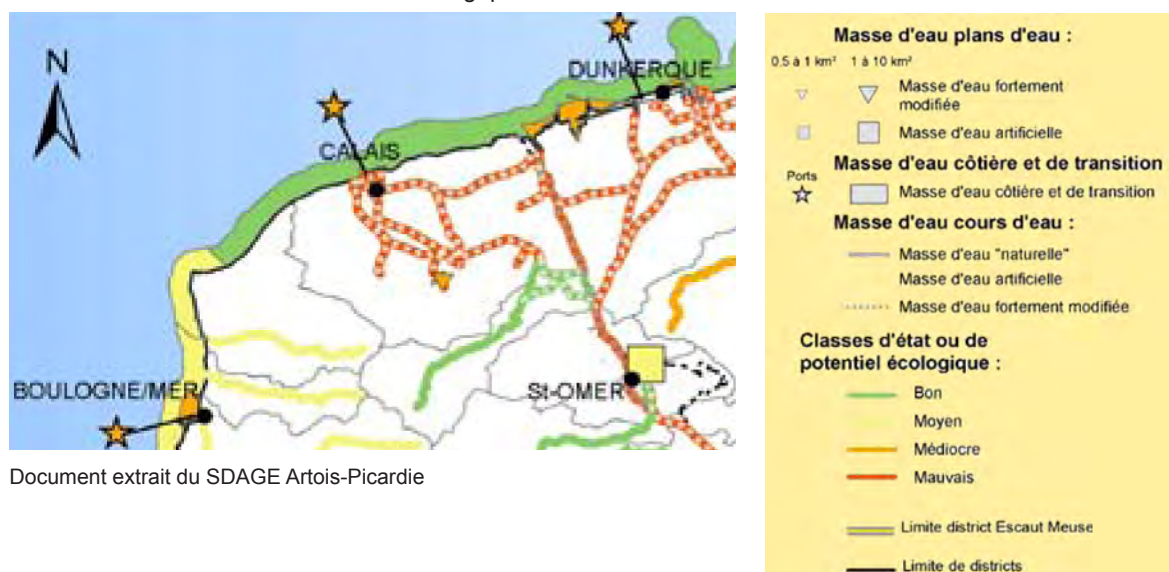 N
DUNKERQUE
CALAIS
BOULOGNE/MER
St-OMER
Document extrait du SDAGE Artois-Picardie
Masse d'eau plans d'eau :
0.5 à 1 km² 1 à 10 km²
Masse d'eau fortement
modifiée
Masse d'eau artificielle
Masse d'eau côtière et de transition
Ports
Masse d'eau côtière et de transition
Masse d'eau cours d'eau :
Masse d'eau "naturelle"
Masse d'eau artificielle
Masse d'eau fortement modifiée
Classes d'état ou de
potentiel écologique :
Bon
Moyen
Médiocre
Mauvais
Limite district Escaut Meuse
Limite de districts